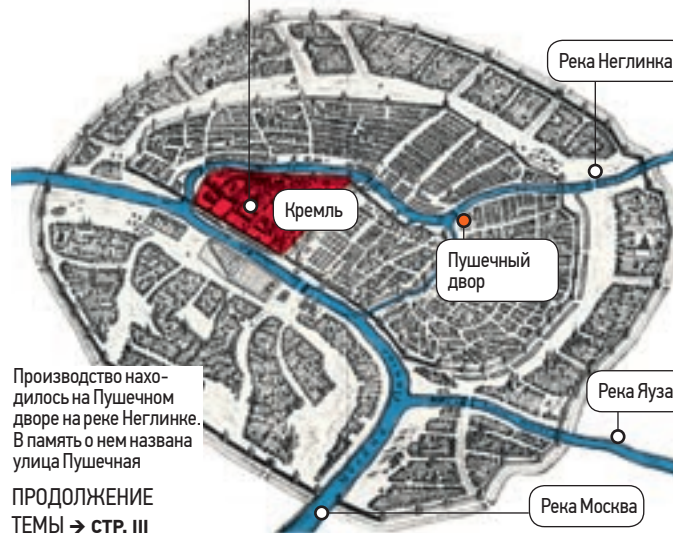 Река Неглинка
Кремль
Пушечный
двор
Производство нахо-
дилось на Пушечном
дворе на реке Неглинке.
В память о нем названа
улица Пушечная
Река Яуза
ПРОДОЛЖЕНИЕ
ТЕМЫ → СТР. III
Река Москва